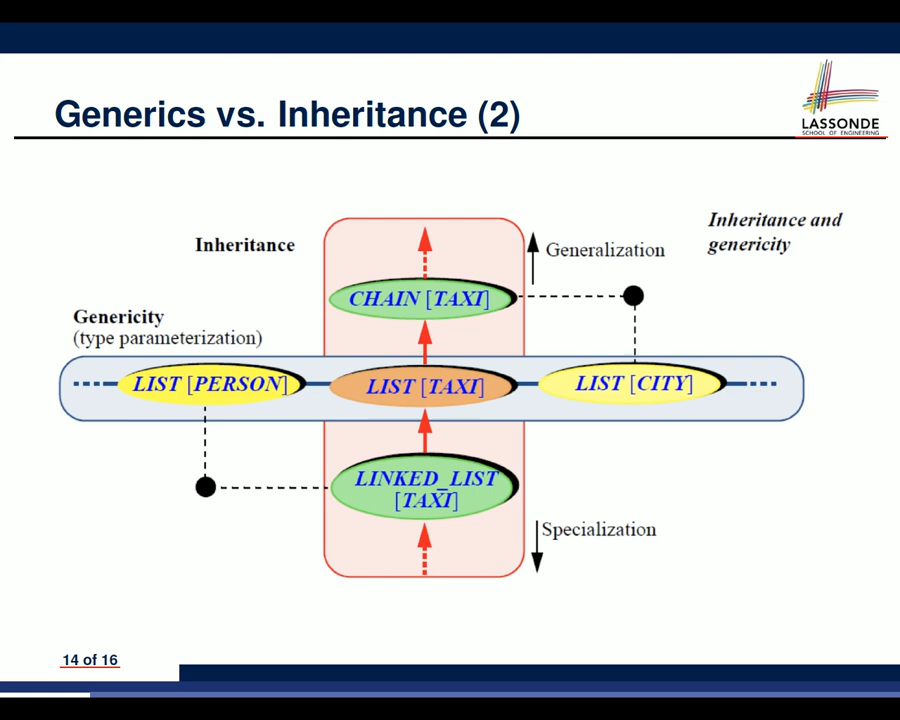 Generics vs. Inheritance (2)
LASSONDE
SCHOOL OF ENGINEERING
Inheritance and
genericity
Inheritance
Generalization
CHAIN [TAXI]
Genericity
(type parameterization)
LIST [PERSON]
LIST [TAXI]
LIST [CITY]
LINKED_LIST
[TAXI]
Specialization
14 of 16